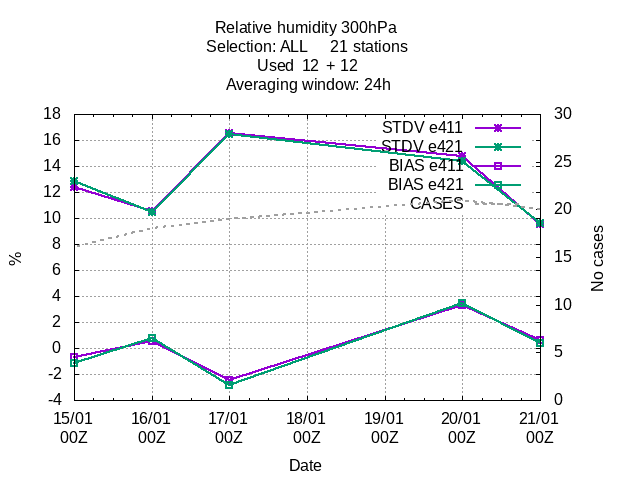 Relative humidity 300hPa
Selection: ALL 21 stations
Used 12 + 12
Averaging window: 24h
18 30
16
14 25
12
10 20
8
6 15
4
2 10
0
-2 5
-4 0
STDV e411
STDV e421
BIAS e411
BIAS e421
CASES
%
No cases
15/01 16/01 17/01 18/01 19/01 20/01 21/01
00Z 00Z 00Z 00Z 00Z 00Z 00Z
Date